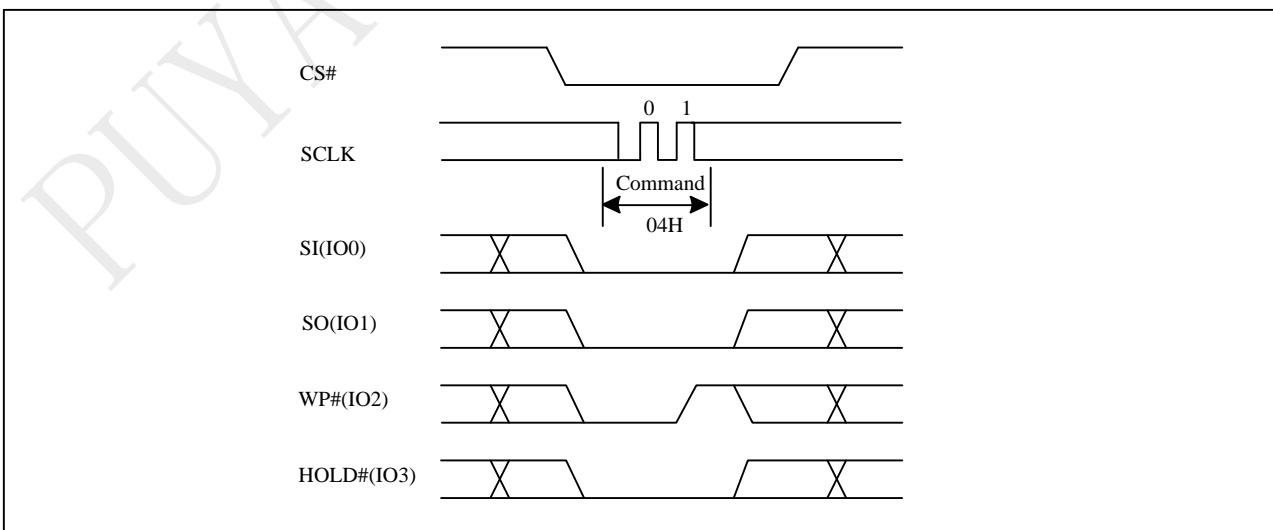 PUYA
CS#
0 1
SCLK
Command
04H
SI(IO0)
SO(IO1)
WP#(IO2)
HOLD#(IO3)